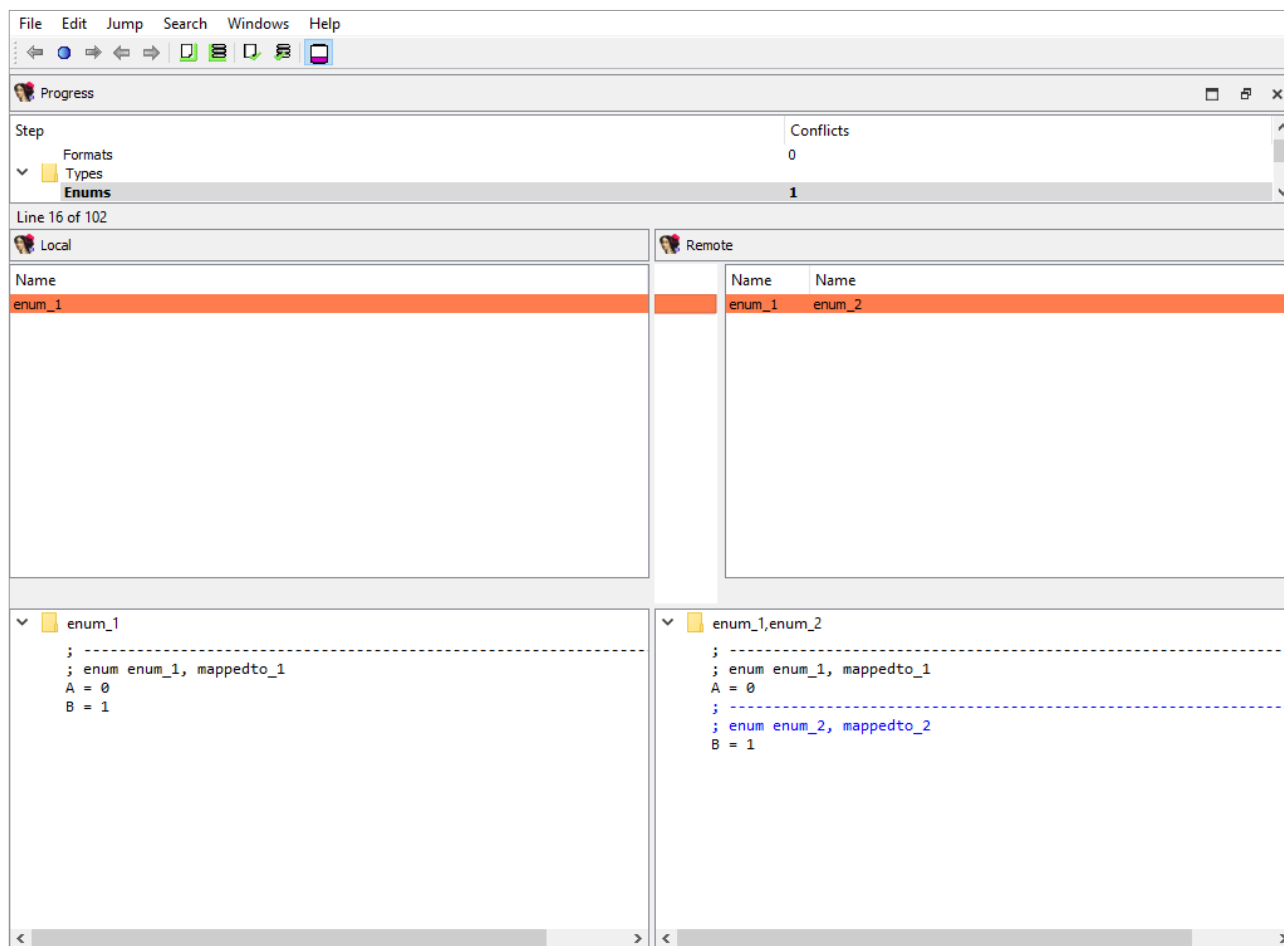 File Edit Jump Search Windows Help
Progress
Step Conflicts
Formats 0
Types
Enums 1
Line 16 of 102
Local
Remote
Name
Name Name
enum_1
enum_1 enum_2
enum_1
; ------------------------------------------------------------------------
; enum enum_1, mappedto_1
A = 0
B = 1
enum_1,enum_2
; ------------------------------------------------------------------------
; enum enum_1, mappedto_1
A = 0
; ------------------------------------------------------------------------
; enum enum_2, mappedto_2
B = 1